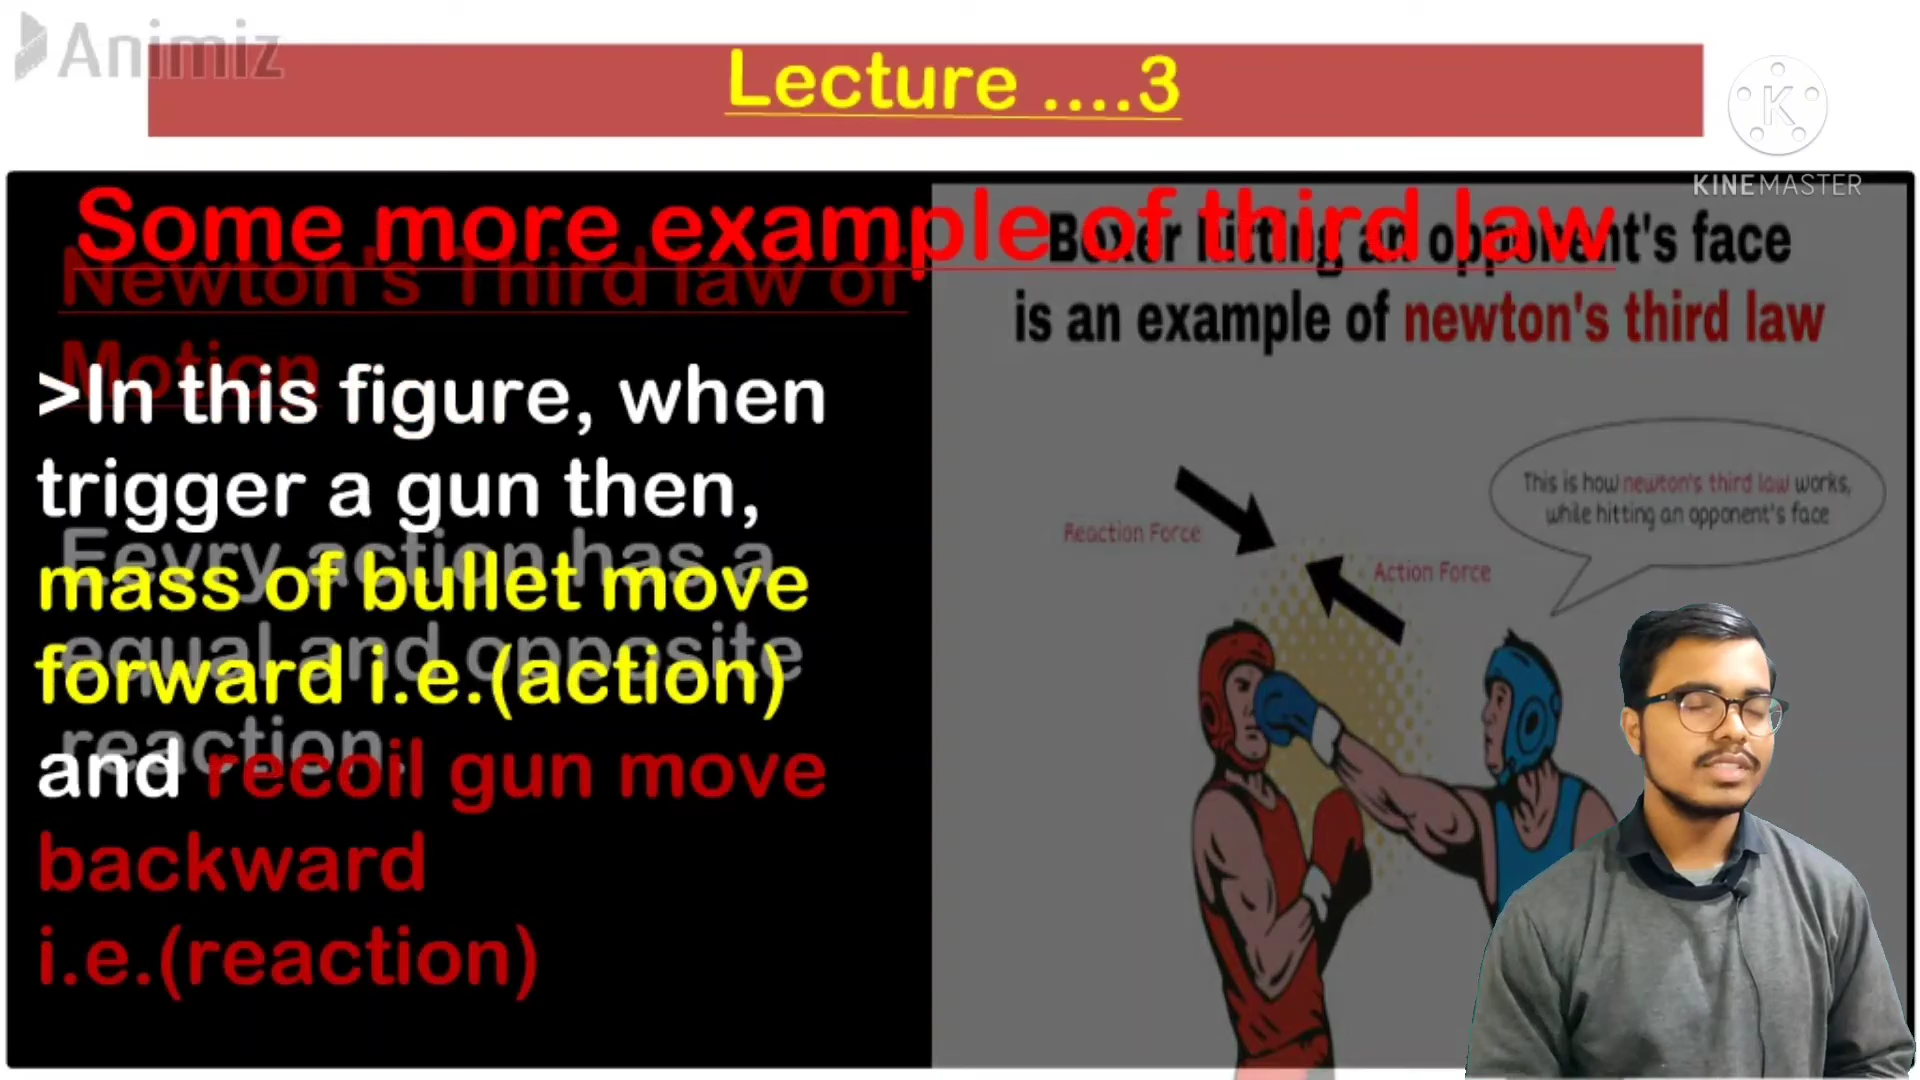 Animiz
Lecture ....3
KINEMASTER
Some more example of third law
Newton's Third law of
Motion
>In this figure, when
trigger a gun then,
mass of bullet move
forward i.e.(action)
and recoil gun move
backward
i.e.(reaction)
Eevry action has a
equal and opposite
reaction.
Boxer hitting an opponent's face
is an example of newton's third law
This is how newton's third law works,
while hitting an opponent's face
Reaction Force
Action Force